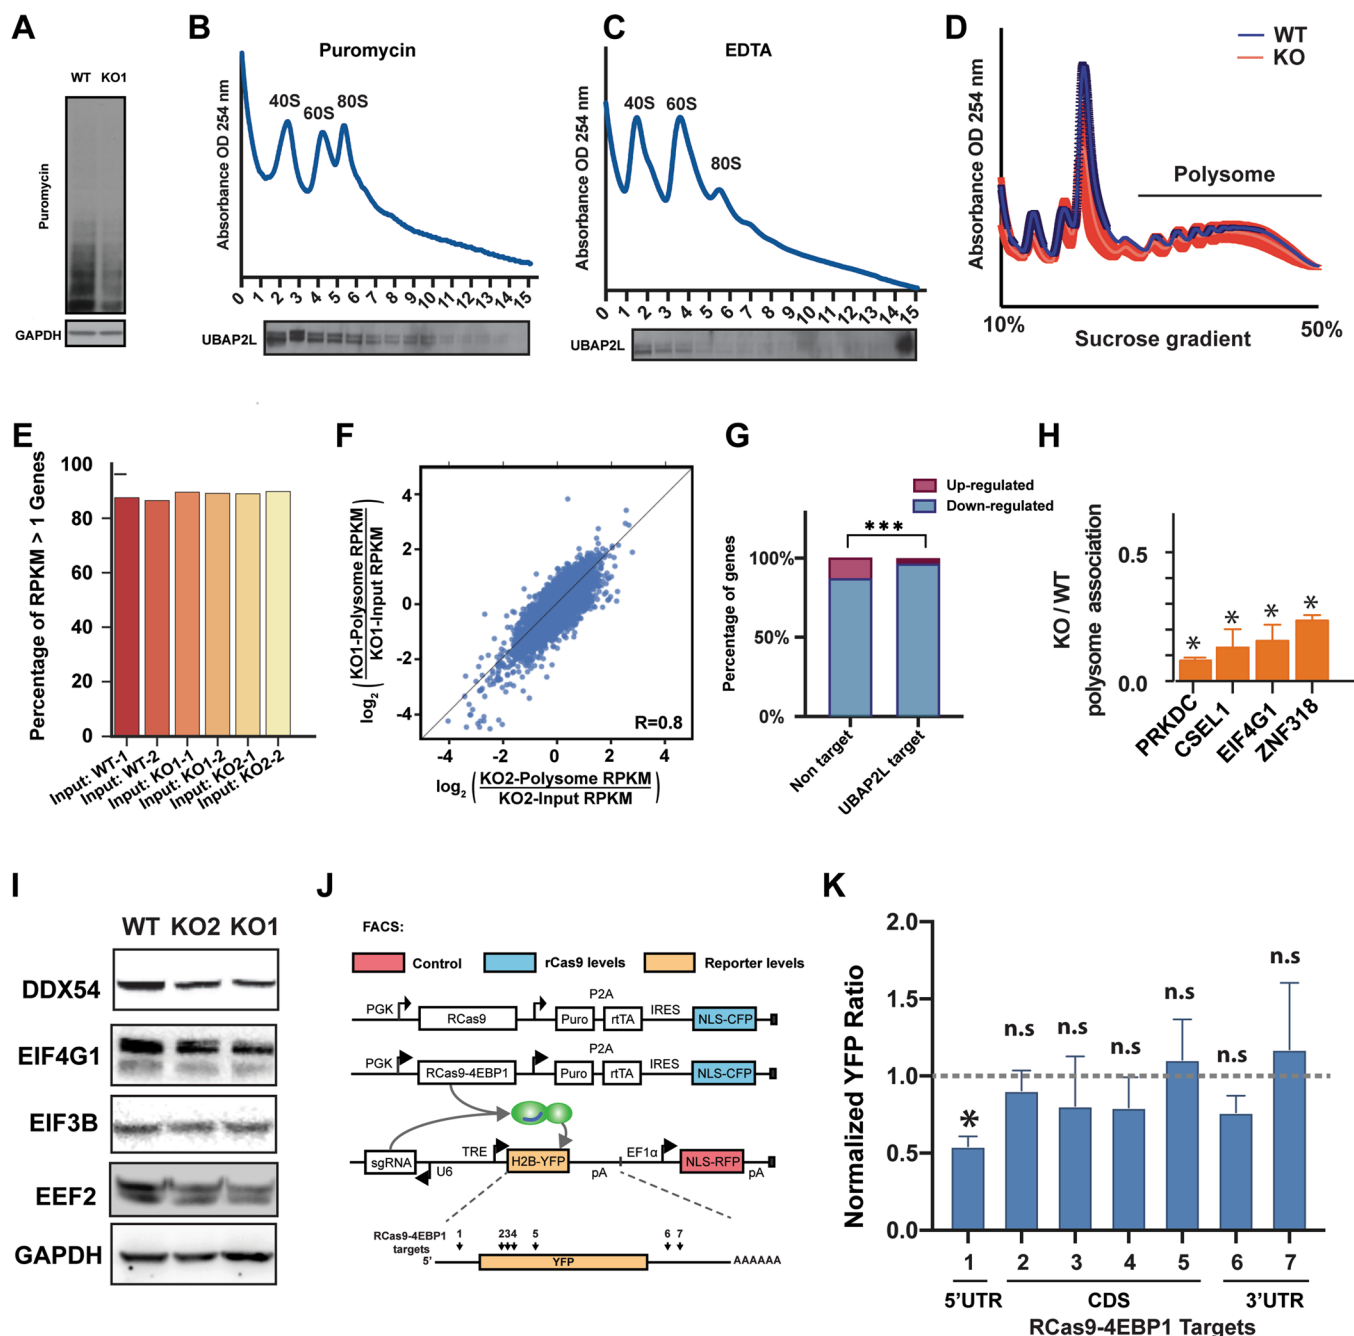 A
WT KO1
Puromycin
GAPDH
B
Puromycin
Absorbance OD 254 nm
40S
60S
80S
0 1 2 3 4 5 6 7 8 9 10 11 12 13 14 15
UBAP2L
C
EDTA
Absorbance OD 254 nm
40S
60S
80S
0 1 2 3 4 5 6 7 8 9 10 11 12 13 14 15
UBAP2L
D
WT
KO
Absorbance OD 254 nm
Polysome
10%
50%
Sucrose gradient
E
Percentage of RPKM > 1 Genes
100
80
60
40
20
0
Input: WT-1
Input: WT-2
Input: KO1-1
Input: KO1-2
Input: KO2-1
Input: KO2-2
F
log2 (KO1-Polysome RPKM
KO1-Input RPKM)
4
2
0
-2
-4
-4 -2 0 2 4
R=0.8
log2 (KO2-Polysome RPKM
KO2-Input RPKM)
G
Up-regulated
Down-regulated
***
Percentage of genes
100%
50%
0%
Non target
UBAP2L target
H
KO / WT
polysome association
0.5
0.0
* * * *
PRKDC
CSEL1
EIF4G1
ZNF318
I
WT KO2 KO1
DDX54
EIF4G1
EIF3B
EEF2
GAPDH
J
FACS:
Control
rCas9 levels
Reporter levels
PGK RCas9 Puro P2A rtTA IRES NLS-CFP
PGK RCas9-4EBP1 Puro P2A rtTA IRES NLS-CFP
sgRNA U6 TRE H2B-YFP pA EF1α NLS-RFP pA
RCas9-4EBP1
targets
1 234 5 6 7
5' YFP AAAAAA
K
Normalized YFP Ratio
2.0
1.5
1.0
0.5
0.0
* n.s n.s n.s n.s n.s n.s
1 2 3 4 5 6 7
5'UTR CDS 3'UTR
RCas9-4EBP1 Targets